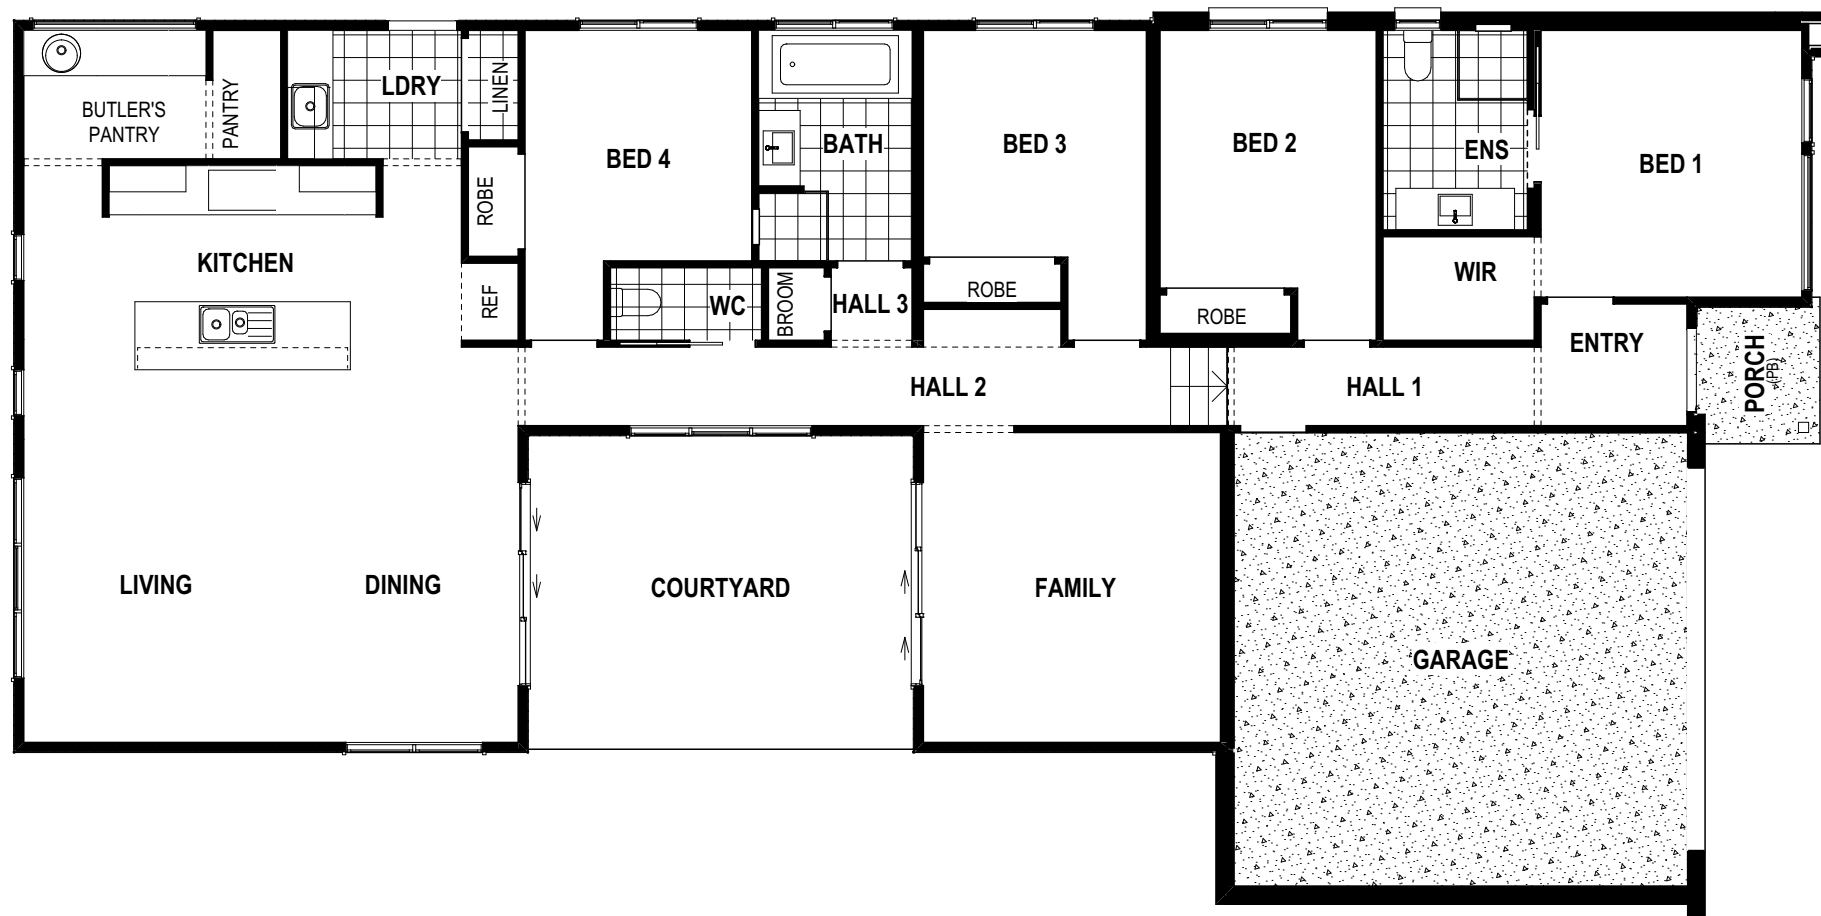 BUTLER'S
PANTRY
PANTRY
LDRY
LINEN
BED 4
BATH
BED 3
BED 2
ENS
BED 1
ROBE
KITCHEN
REF
WC
BROOM
HALL 3
ROBE
ROBE
WIR
ENTRY
PORCH
(PB)
HALL 2
HALL 1
LIVING
DINING
COURTYARD
FAMILY
GARAGE